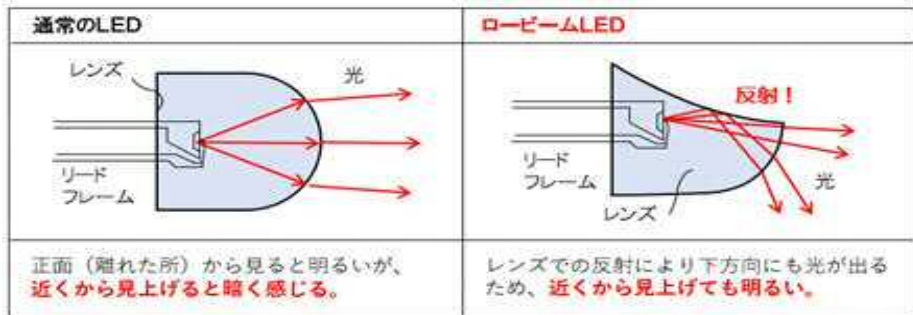 通常のLED
レンズ
光
リード
フレーム
正面（離れた所）から見ると明るいが、
近くから見上げると暗く感じる。
ロービームLED
反射！
リード
フレーム
光
レンズ
レンズでの反射により下方向にも光が出る
ため、近くから見上げても明るい。